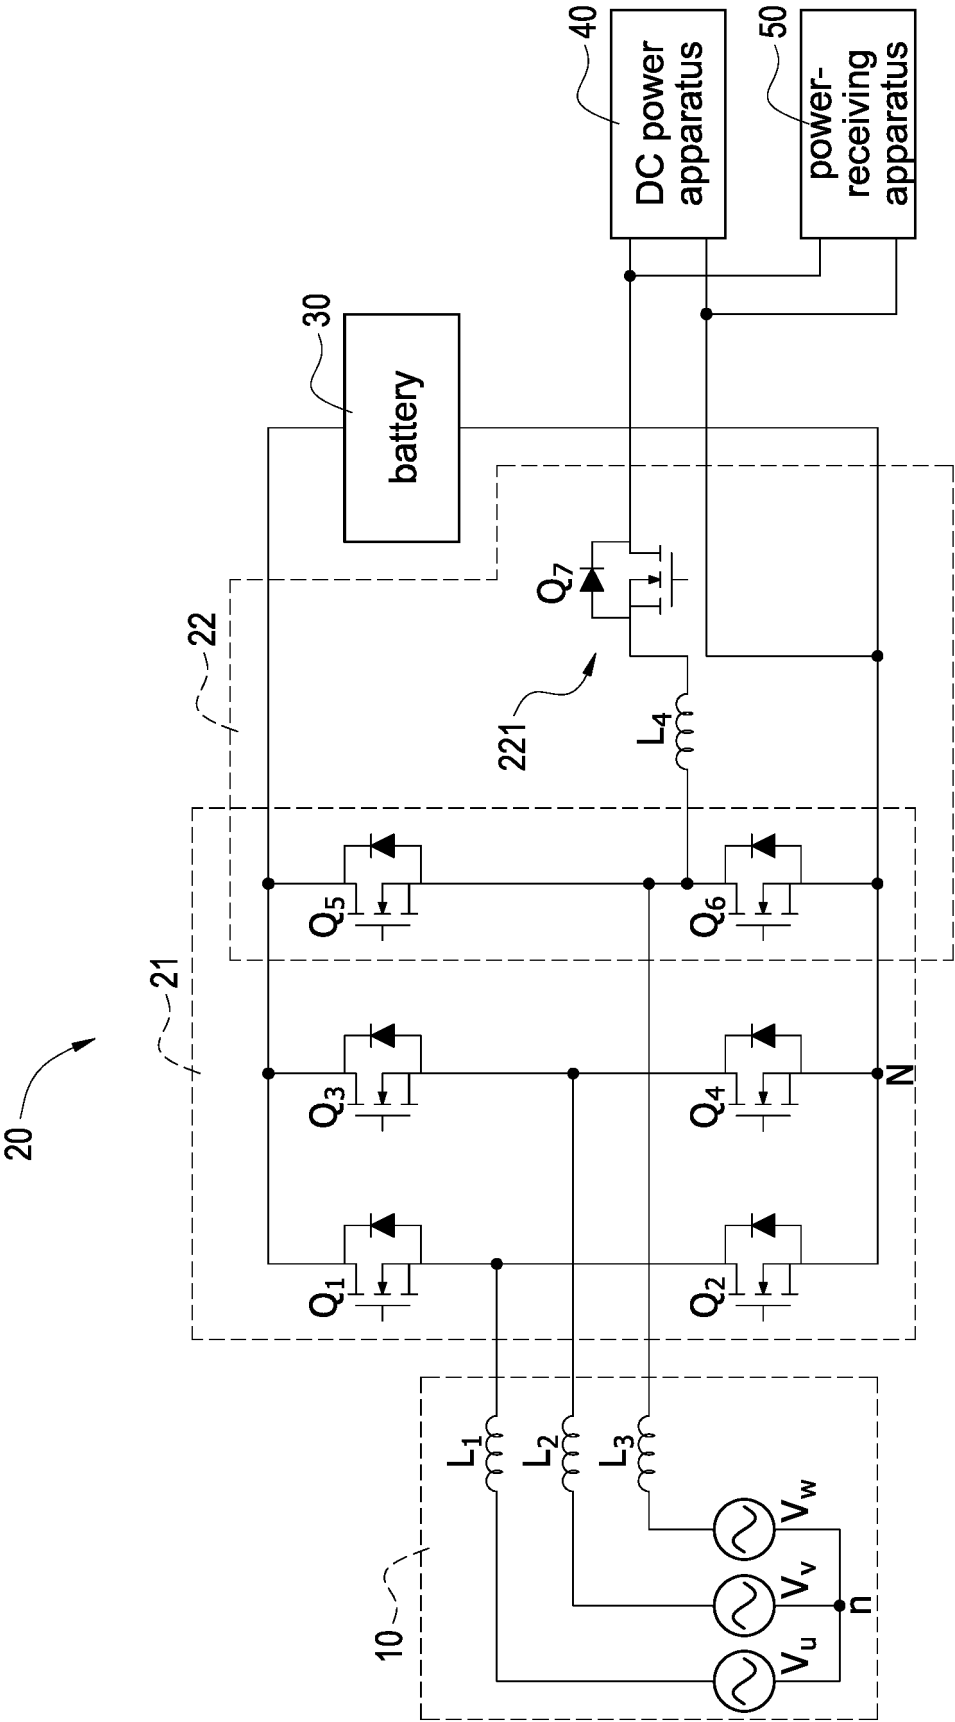 20
21
22
30
battery
40
DC power
apparatus
50
power-
receiving
apparatus
221
Q7
L4
Q1
Q3
Q5
Q2
Q4
Q6
N
10
L1
L2
L3
Vu
Vv
Vw
n